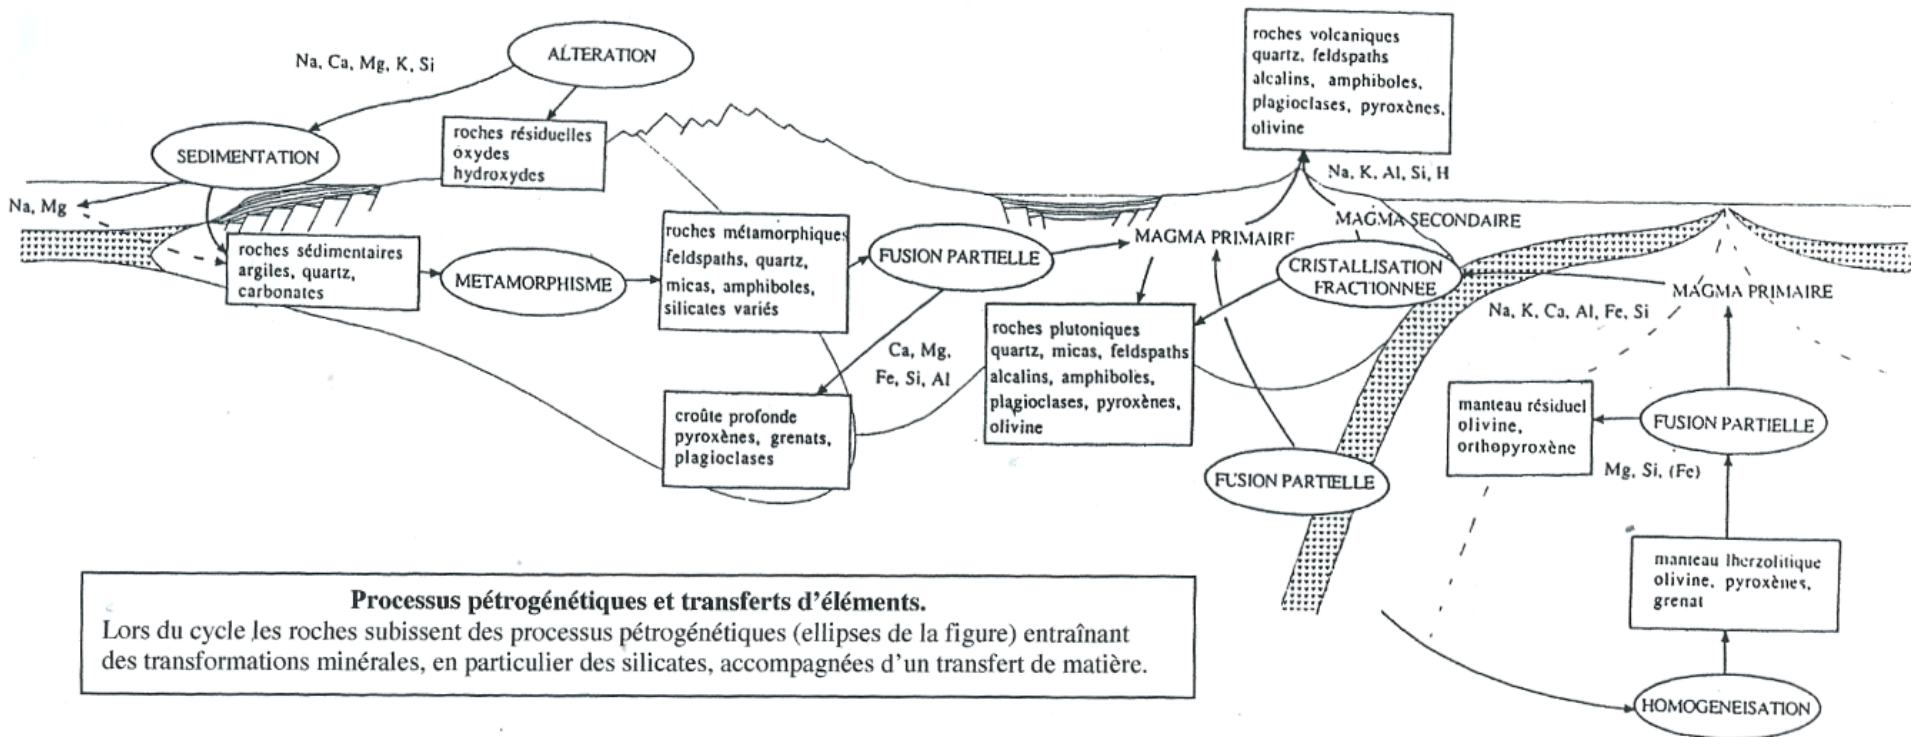 ALTERATION
Na, Ca, Mg, K, Si
SEDIMENTATION
roches résiduelles
oxydes
hydroxydes
Na, Mg
roches sédimentaires
argiles, quartz,
carbonates
METAMORPHISME
roches métamorphiques
feldspaths, quartz,
micas, amphiboles,
silicates variés
FUSION PARTIELLE
Ca, Mg,
Fe, Si, Al
croûte profonde
pyroxènes, grenats,
plagioclases
MAGMA PRIMAIRE
roches plutoniques
quartz, micas, feldspaths
alcalins, amphiboles,
plagioclases, pyroxènes,
olivine
roches volcaniques
quartz, feldspaths
alcalins, amphiboles,
plagioclases, pyroxènes,
olivine
Na, K, Al, Si, H
MAGMA SECONDAIRE
CRISTALLISATION
FRACTIONNEE
FUSION PARTIELLE
MAGMA PRIMAIRE
Na, K, Ca, Al, Fe, Si
manteau résiduel
olivine,
orthopyroxène
FUSION PARTIELLE
Mg, Si, (Fe)
manteau lherzolitique
olivine, pyroxènes,
grenat
HOMOGENEISATION
Processus pétrogénétiques et transferts d'éléments.
Lors du cycle les roches subissent des processus pétrogénétiques (ellipses de la figure) entraînant
des transformations minérales, en particulier des silicates, accompagnées d'un transfert de matière.